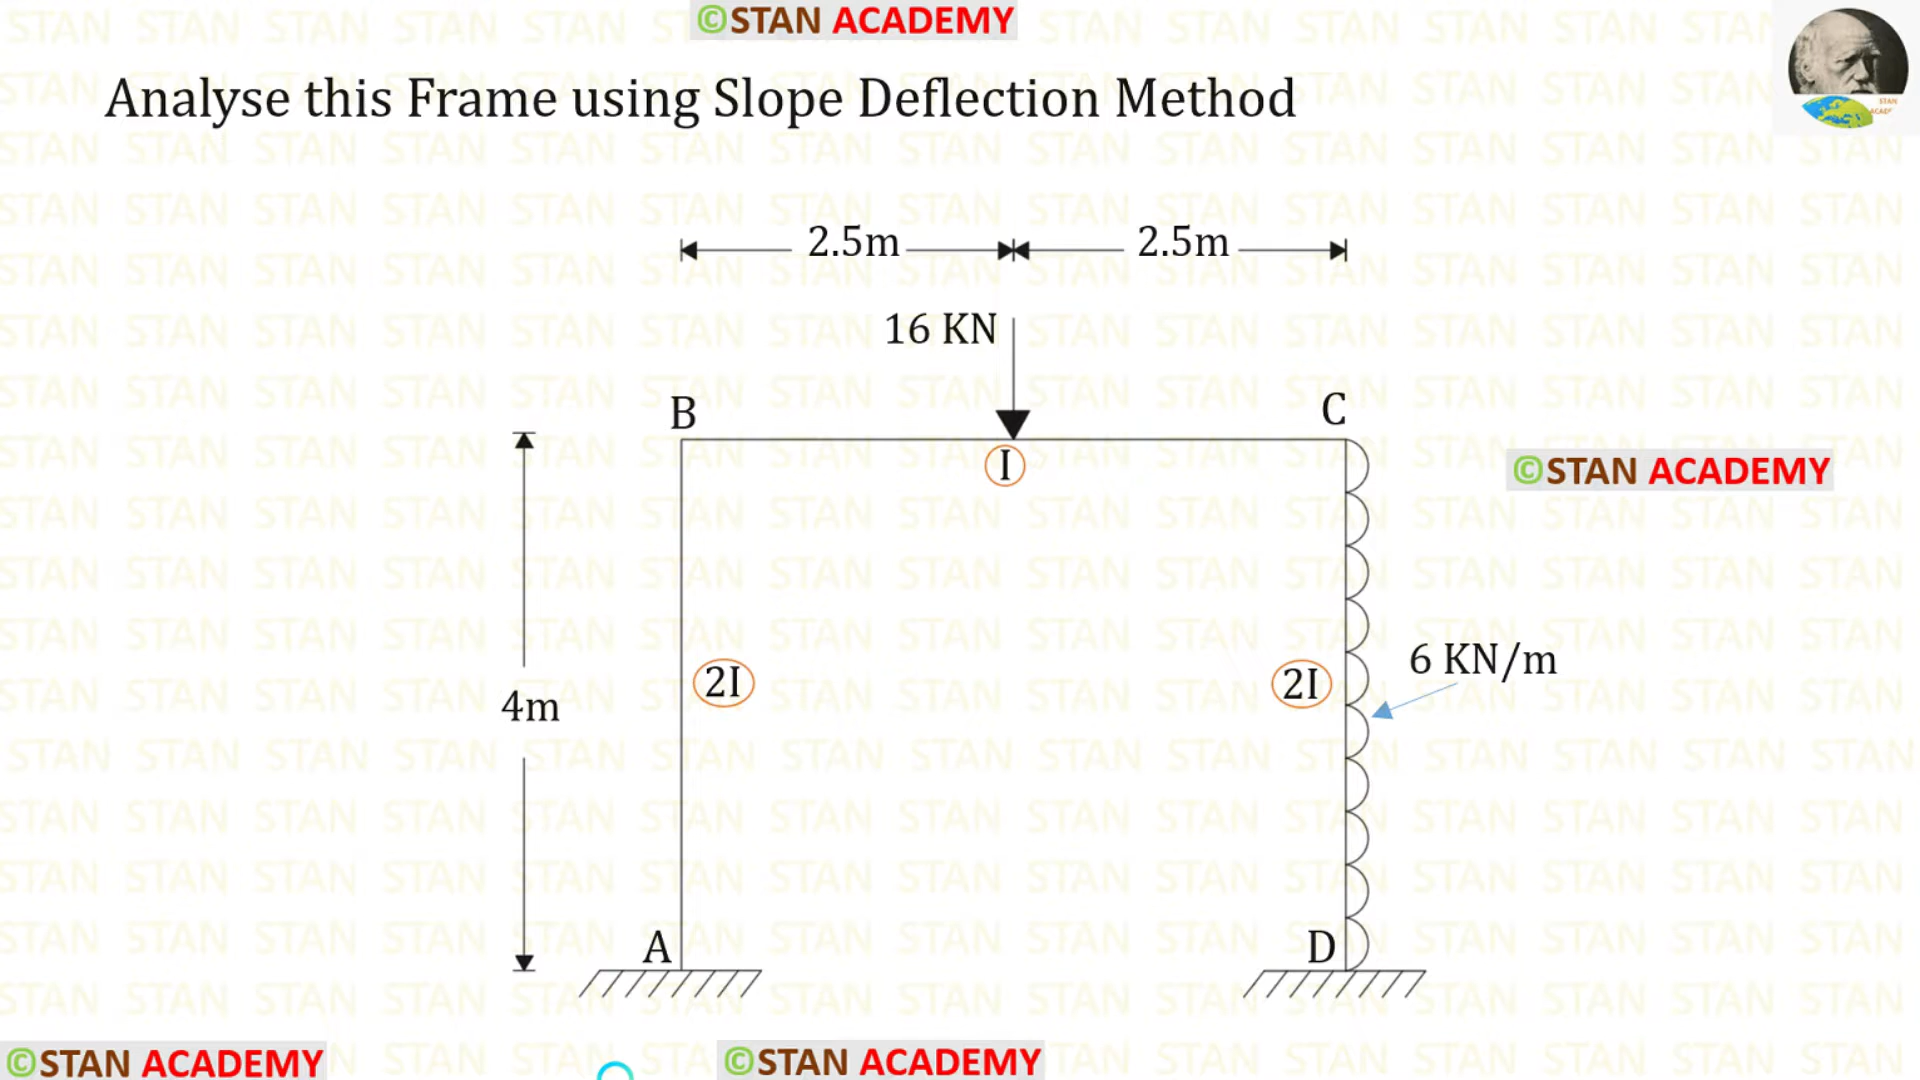 ©STAN ACADEMY
Analyse this Frame using Slope Deflection Method
STAN
2.5m 2.5m
16 KN
B C
I
©STAN ACADEMY
4m
2I 2I
6 KN/m
A D
©STAN ACADEMY ©STAN ACADEMY